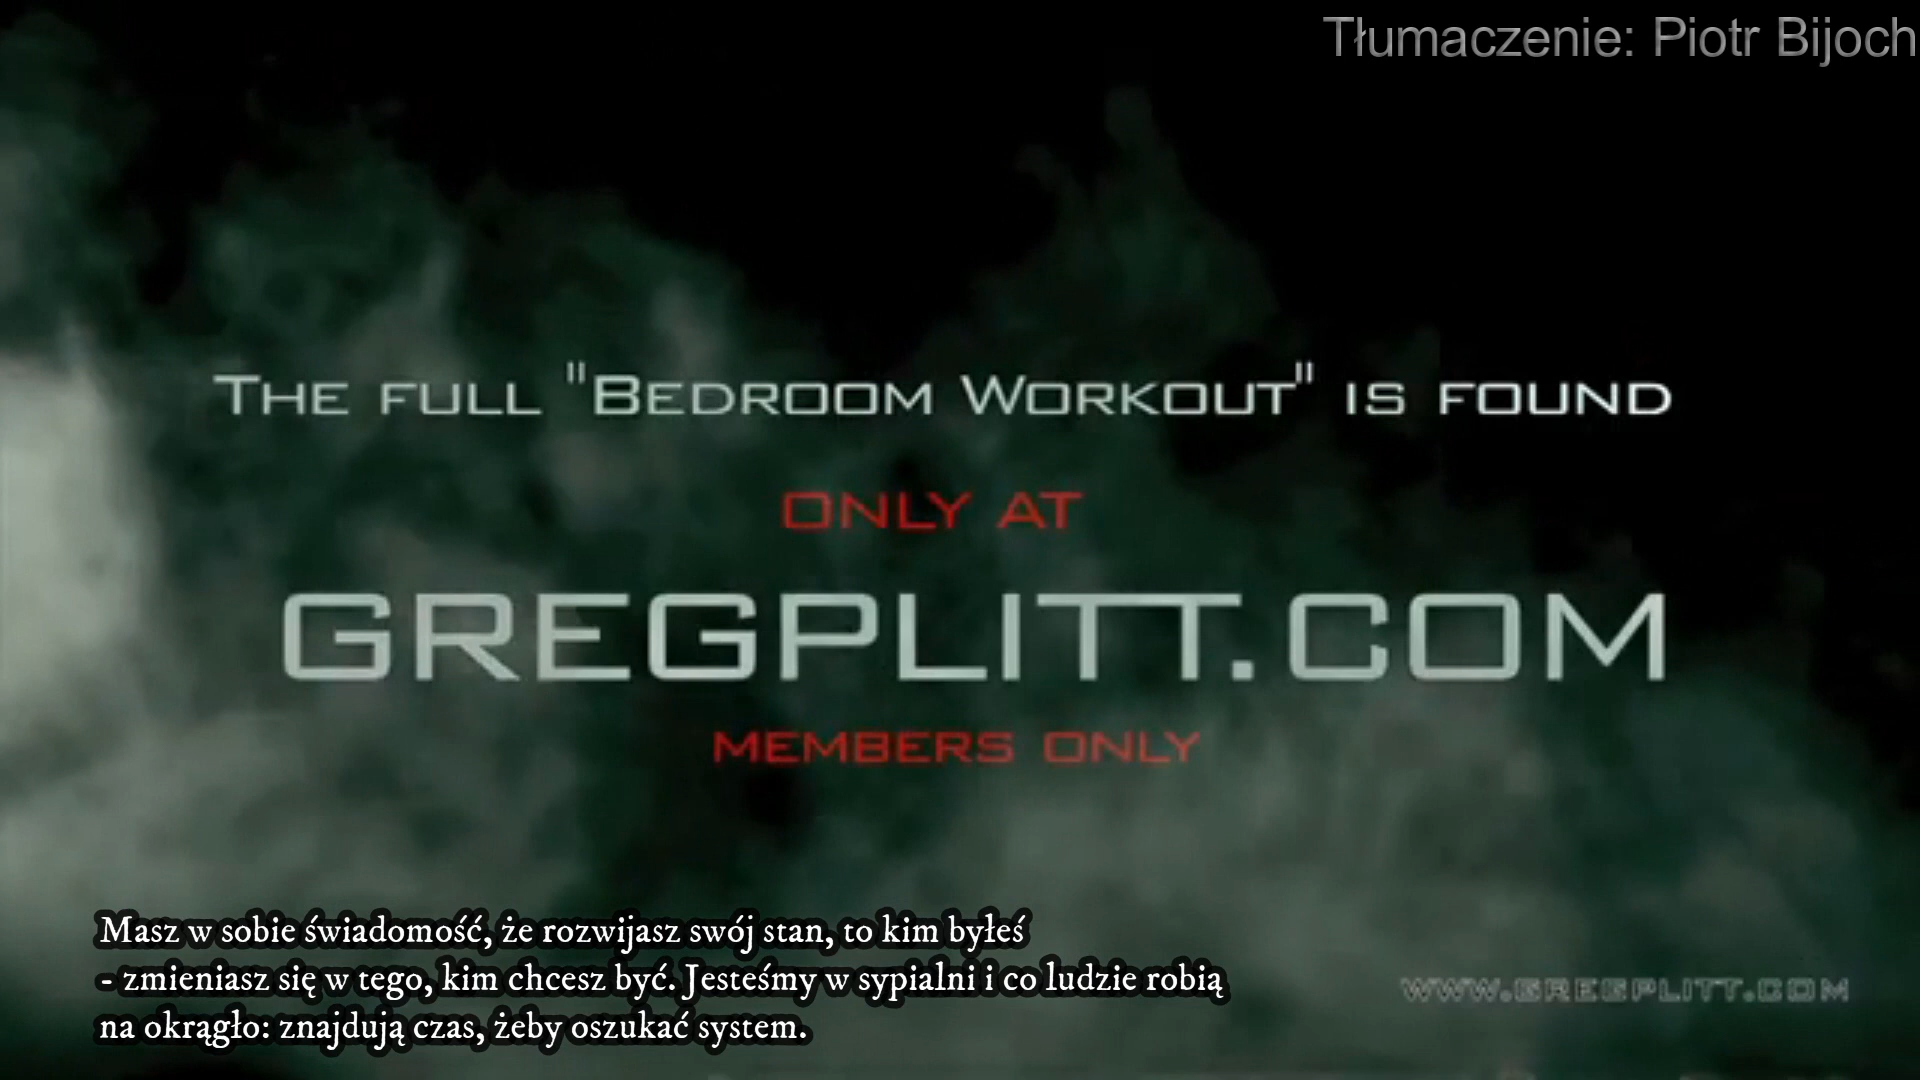 Tłumaczenie: Piotr Bijoch
The full "Bedroom Workout" is found
only at
GREGPLITT.COM
members only
www.gregplitt.com
Masz w sobie świadomość, że rozwijasz swój stan, to kim byłeś
- zmieniasz się w tego, kim chcesz być. Jesteśmy w sypialni i co ludzie robią
na okrągło: znajdują czas, żeby oszukać system.